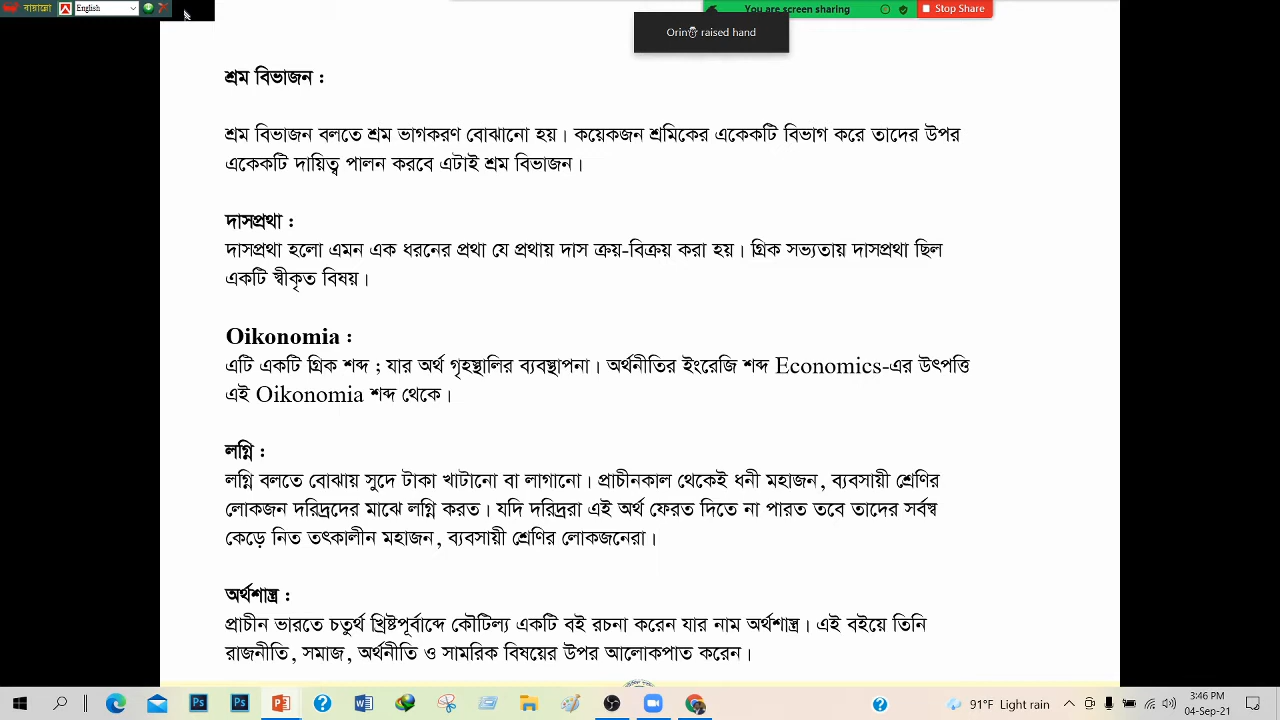 বায়ান্নো English
You are screen sharing Stop Share
Orin raised hand
শ্রম বিভাজন :
শ্রম বিভাজন বলতে শ্রম ভাগকরণ বোঝানো হয়। কয়েকজন শ্রমিকের একেকটি বিভাগ করে তাদের উপর
একেকটি দায়িত্ব পালন করবে এটাই শ্রম বিভাজন।
দাসপ্রথা :
দাসপ্রথা হলো এমন এক ধরনের প্রথা যে প্রথায় দাস ক্রয়-বিক্রয় করা হয়। গ্রিক সভ্যতায় দাসপ্রথা ছিল
একটি স্বীকৃত বিষয়।
Oikonomia :
এটি একটি গ্রিক শব্দ ; যার অর্থ গৃহস্থালির ব্যবস্থাপনা। অর্থনীতির ইংরেজি শব্দ Economics-এর উৎপত্তি
এই Oikonomia শব্দ থেকে।
লগ্নি :
লগ্নি বলতে বোঝায় সুদে টাকা খাটানো বা লাগানো। প্রাচীনকাল থেকেই ধনী মহাজন, ব্যবসায়ী শ্রেণির
লোকজন দরিদ্রদের মাঝে লগ্নি করত। যদি দরিদ্ররা এই অর্থ ফেরত দিতে না পারত তবে তাদের সর্বস্ব
কেড়ে নিত তৎকালীন মহাজন, ব্যবসায়ী শ্রেণির লোকজনেরা।
অর্থশাস্ত্র :
প্রাচীন ভারতে চতুর্থ খ্রিষ্টপূর্বাব্দে কৌটিল্য একটি বই রচনা করেন যার নাম অর্থশাস্ত্র। এই বইয়ে তিনি
রাজনীতি, সমাজ, অর্থনীতি ও সামরিক বিষয়ের উপর আলোকপাত করেন।
91°F Light rain
3:46 PM
04-Sep-21